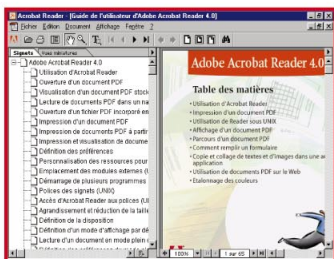 Acrobat Reader - [Guide de l'utilisateur d'Adobe Acrobat Reader 4.0]
Fichier Edition Document Affichage Fenêtre ?
Signets Vues miniatures
Adobe Acrobat Reader 4.0
Utilisation d'Acrobat Reader
Ouverture d'un document PDF
Visualisation d'un document PDF stock
Lecture de documents PDF dans un na
Ouverture d'un fichier PDF incorporé en
Impression d'un document PDF
Impression de documents PDF à partir
Impression et visualisation de docume
Définition des préférences
Personnalisation des ressources pour
Emplacement des modules externes (
Démarrage de plusieurs programmes
Polices des signets (UNIX)
Accès d'Acrobat Reader aux polices (U
Agrandissement et réduction de la taille
Définition de la disposition
Définition d'un mode d'affichage par dé
Lecture d'un document en mode plein
Adobe Acrobat Reader 4.0
Table des matières
• Utilisation d'Acrobat Reader
• Impression d'un document PDF
• Utilisation de Reader sous UNIX
• Affichage d'un document PDF
• Parcours d'un document PDF
• Comment remplir un formulaire
• Copie et collage de textes et d'images dans une a
application
• Utilisation de documents PDF sur le Web
• Etalonnage des couleurs
100%
1 sur 65